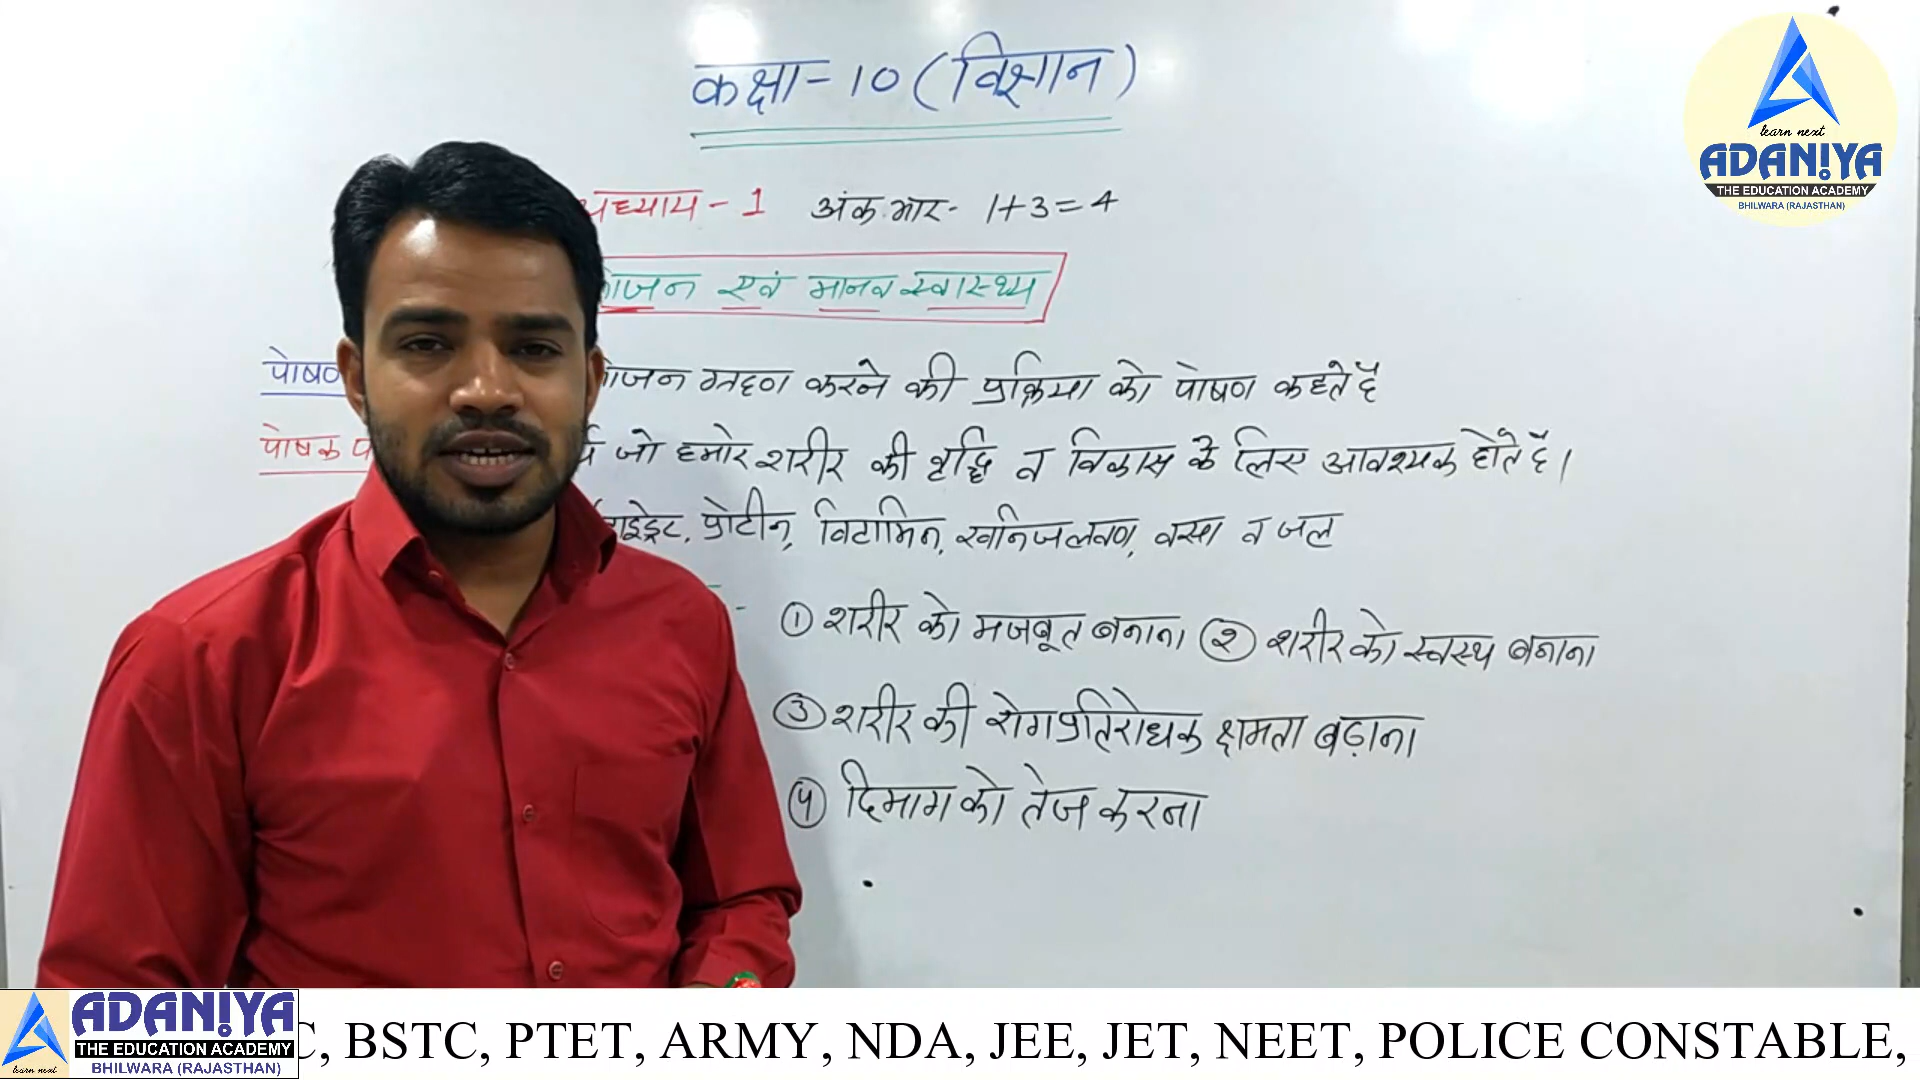 कक्षा - 10 ( विज्ञान )
learn next
ADANIYA
THE EDUCATION ACADEMY
BHILWARA (RAJASTHAN)
ध्याय - 1 अंक भार - 1+3=4
जन एवं मानव स्वास्थ्य
पोषण जन ग्रहण करने की प्रक्रिया को पोषण कहते है
पोषक प जो हमारे शरीर की वृद्धि व विकास के लिए आवश्यक होते है।
हाइड्रेट, प्रोटीन, विटामिन, खनिजलवण, वसा व जल
① शरीर को मजबूत बनाना ② शरीर को स्वस्थ बनाना
③ शरीर की रोगप्रतिरोधक क्षमता बढ़ाना
④ दिमाग को तेज करना
ADANIYA
THE EDUCATION ACADEMY
BHILWARA (RAJASTHAN)
learn next
C, BSTC, PTET, ARMY, NDA, JEE, JET, NEET, POLICE CONSTABLE,